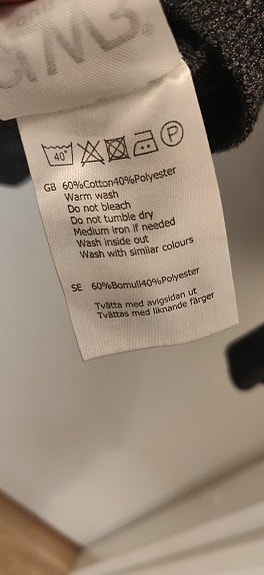 40°
P
GB 60%Cotton40%Polyester
Warm wash
Do not bleach
Do not tumble dry
Medium iron if needed
Wash inside out
Wash with similar colours
SE 60%Bomull40%Polyester
Tvätta med avigsidan ut
Tvättas med liknande färger